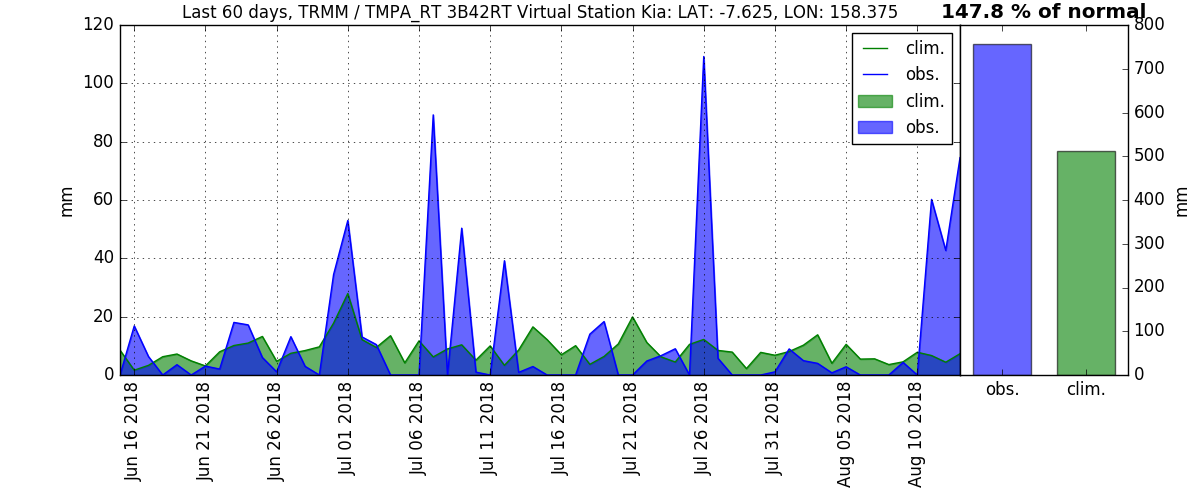 Last 60 days, TRMM / TMPA_RT 3B42RT Virtual Station Kia: LAT: -7.625, LON: 158.375
147.8 % of normal
120
100
80
60
40
20
0
mm
clim.
obs.
clim.
obs.
800
700
600
500
400
300
200
100
0
mm
Jun 16 2018
Jun 21 2018
Jun 26 2018
Jul 01 2018
Jul 06 2018
Jul 11 2018
Jul 16 2018
Jul 21 2018
Jul 26 2018
Jul 31 2018
Aug 05 2018
Aug 10 2018
obs.
clim.